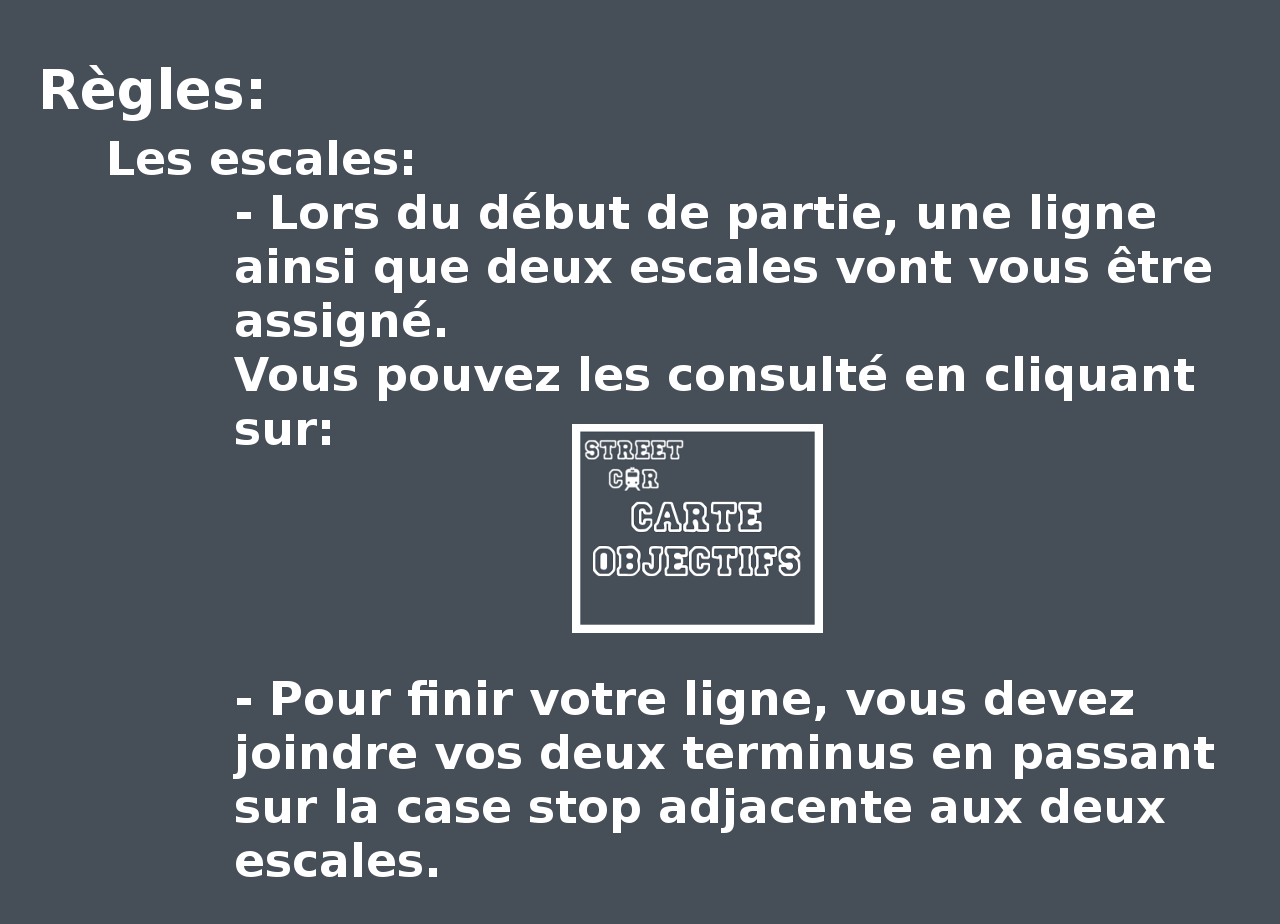 Règles:
Les escales:
- Lors du début de partie, une ligne
ainsi que deux escales vont vous être
assigné.
Vous pouvez les consulté en cliquant
sur:
STREET
CAR
CARTE
OBJECTIFS
- Pour finir votre ligne, vous devez
joindre vos deux terminus en passant
sur la case stop adjacente aux deux
escales.